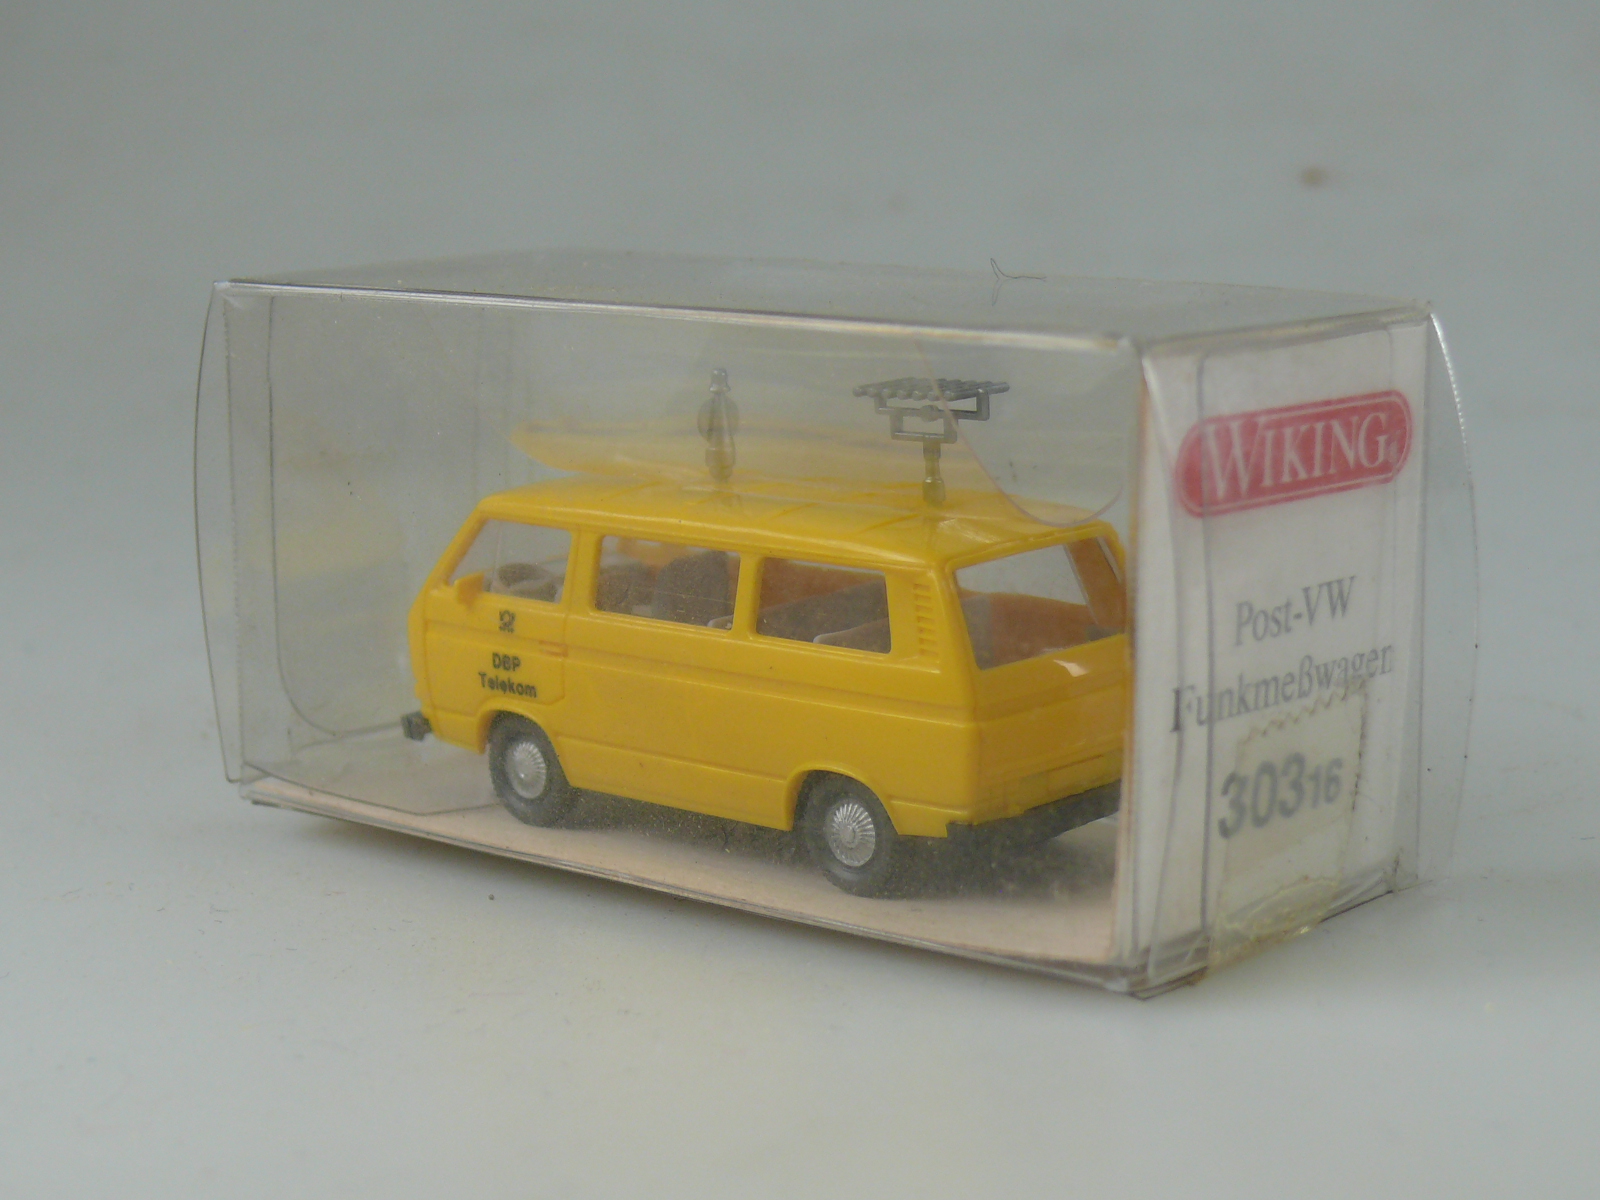 DBP
Telekom
WIKING
Post-VW
Funkmeßwagen
30316